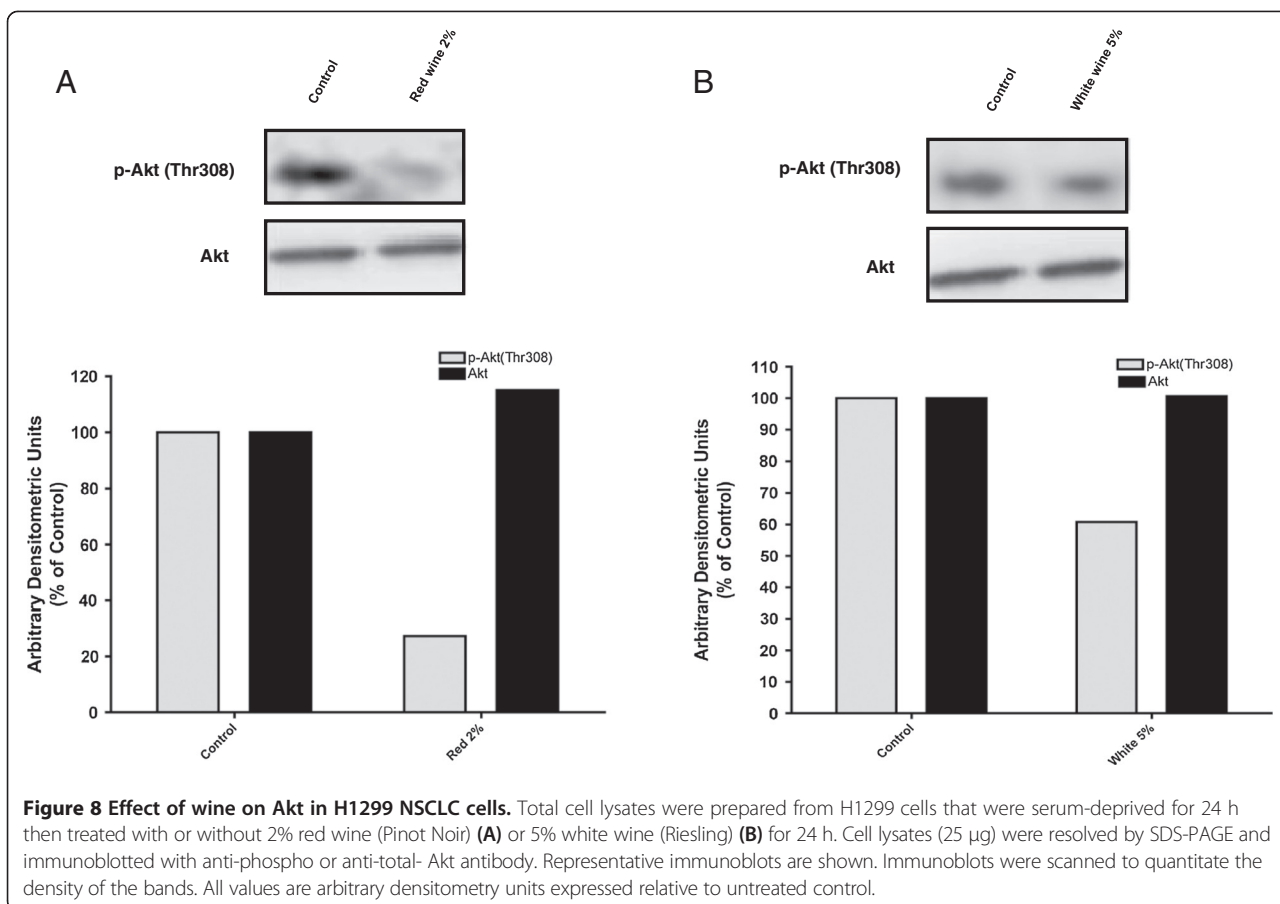 A
Control
Red wine 2%
p-Akt (Thr308)
Akt
120
100
80
60
40
20
0
Arbitrary Densitometric Units
(% of Control)
p-Akt(Thr308)
Akt
Control
Red 2%
B
Control
White wine 5%
p-Akt (Thr308)
Akt
110
100
90
80
70
60
50
40
30
20
10
0
Arbitrary Densitometric Units
(% of Control)
p-Akt(Thr308)
Akt
Control
White 5%
Figure 8 Effect of wine on Akt in H1299 NSCLC cells. Total cell lysates were prepared from H1299 cells that were serum-deprived for 24 h
then treated with or without 2% red wine (Pinot Noir) (A) or 5% white wine (Riesling) (B) for 24 h. Cell lysates (25 μg) were resolved by SDS-PAGE and
immunoblotted with anti-phospho or anti-total- Akt antibody. Representative immunoblots are shown. Immunoblots were scanned to quantitate the
density of the bands. All values are arbitrary densitometry units expressed relative to untreated control.